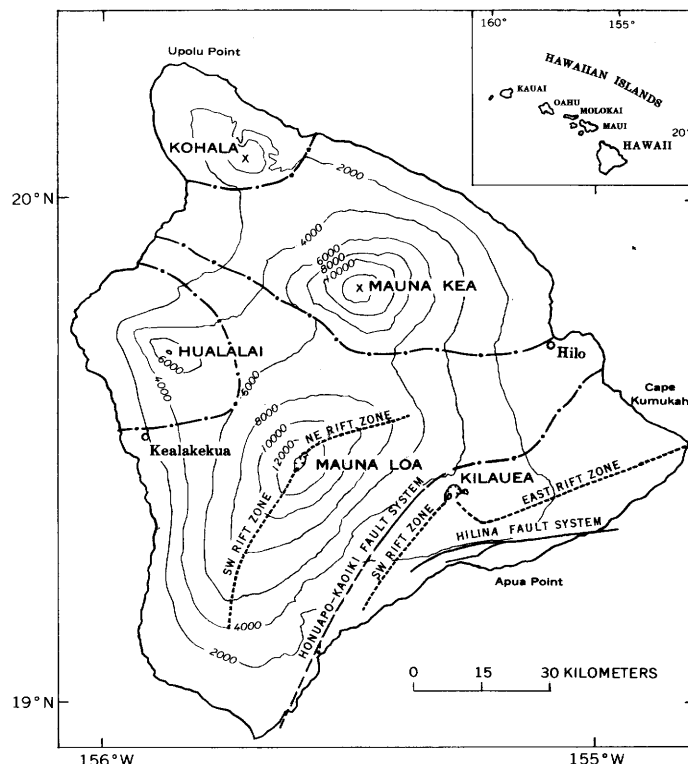 160°
155°
HAWAIIAN ISLANDS
KAUAI
OAHU
MOLOKAI
MAUI
HAWAII
20°
Upolu Point
KOHALA
x
2000
20°N
4000
6000
8000
10000
x MAUNA KEA
HUALALAI
6000
4000
6000
Hilo
Cape
Kumukah
8000
NE RIFT ZONE
10000
12000
Kealakekua
MAUNA LOA
KILAUEA
EAST RIFT ZONE
SW RIFT ZONE
HONUAPO-KAOIKI FAULT SYSTEM
SW RIFT ZONE
HILINA FAULT SYSTEM
Apua Point
4000
2000
0 15 30 KILOMETERS
19°N
156°W
155°W